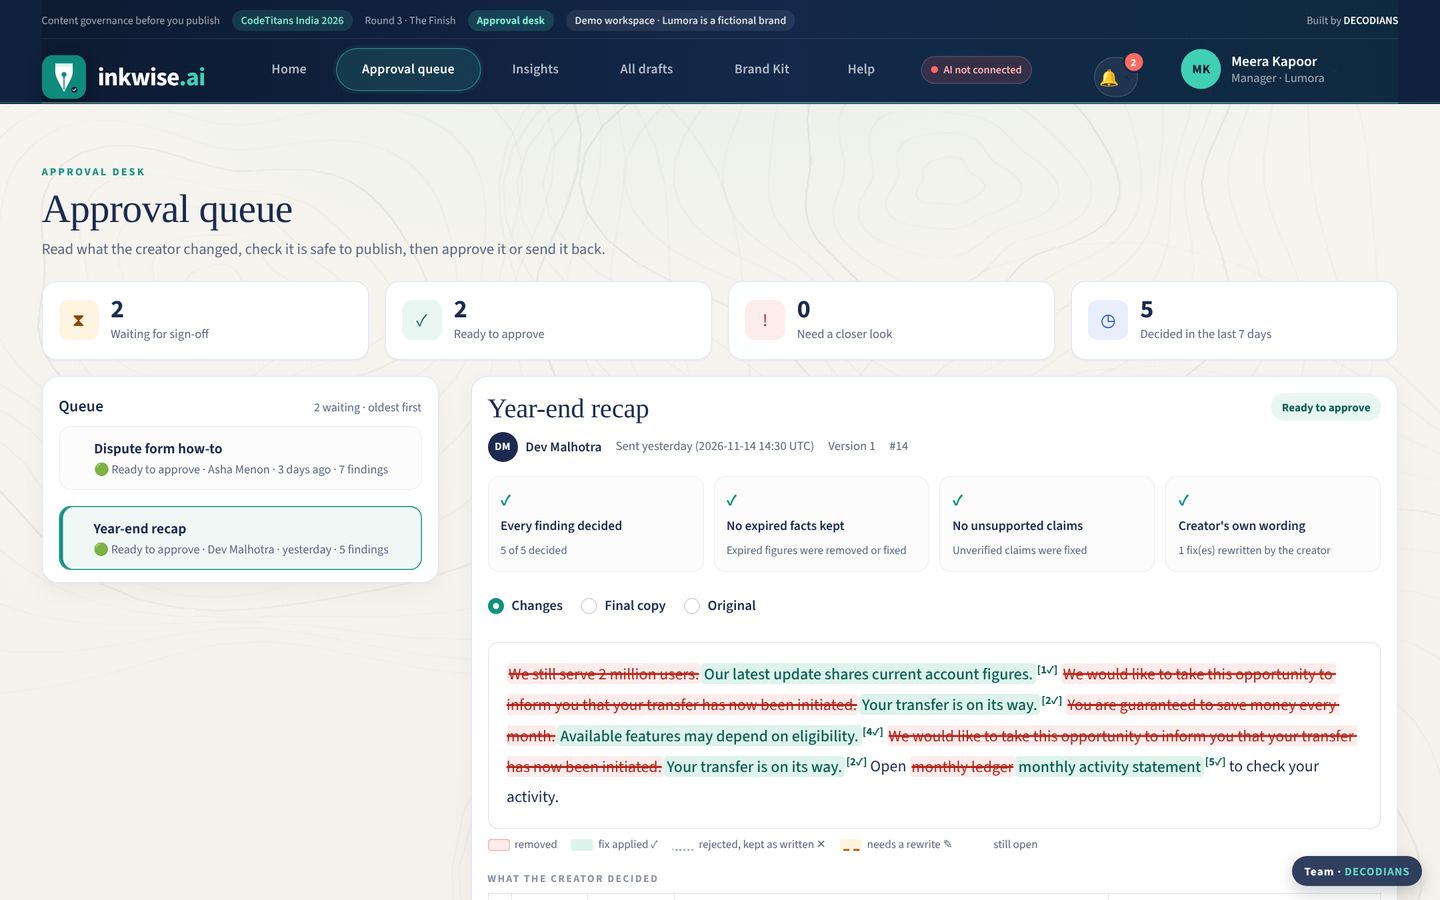 Content governance before you publish CodeTitans India 2026 Round 3 · The Finish Approval desk Demo workspace · Lumora is a fictional brand Built by DECODIANS
inkwise.ai Home Approval queue Insights All drafts Brand Kit Help AI not connected 2 MK Meera Kapoor
Manager · Lumora
APPROVAL DESK
Approval queue
Read what the creator changed, check it is safe to publish, then approve it or send it back.
2
Waiting for sign-off
2
Ready to approve
0
Need a closer look
5
Decided in the last 7 days
Queue 2 waiting · oldest first
Dispute form how-to
Ready to approve · Asha Menon · 3 days ago · 7 findings
Year-end recap
Ready to approve · Dev Malhotra · yesterday · 5 findings
Year-end recap Ready to approve
DM Dev Malhotra Sent yesterday (2026-11-14 14:30 UTC) Version 1 #14
✓ Every finding decided
5 of 5 decided
✓ No expired facts kept
Expired figures were removed or fixed
✓ No unsupported claims
Unverified claims were fixed
✓ Creator's own wording
1 fix(es) rewritten by the creator
Changes Final copy Original
We still serve 2 million users. Our latest update shares current account figures. [1✓] We would like to take this opportunity to
inform you that your transfer has now been initiated. Your transfer is on its way. [2✓] You are guaranteed to save money every
month. Available features may depend on eligibility. [4✓] We would like to take this opportunity to inform you that your transfer
has now been initiated. Your transfer is on its way. [2✓] Open monthly ledger monthly activity statement [5✓] to check your
activity.
removed fix applied ✓ rejected, kept as written ✕ needs a rewrite ✎ still open
WHAT THE CREATOR DECIDED
Team · DECODIANS